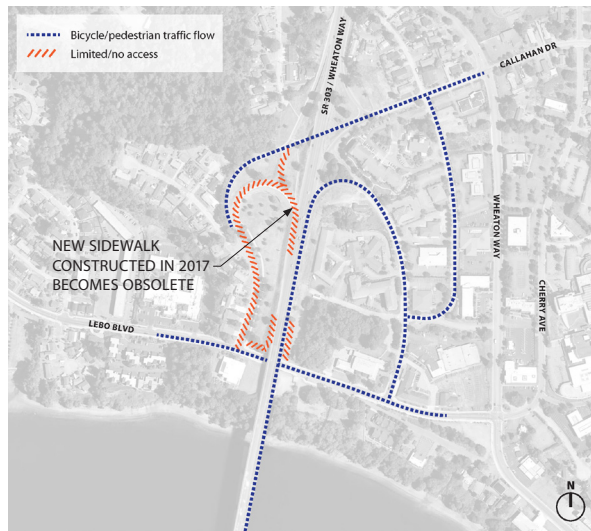 Bicycle/pedestrian traffic flow
Limited/no access
SR 303 / WHEATON WAY
CALLAHAN DR
WHEATON WAY
CHERRY AVE
NEW SIDEWALK
CONSTRUCTED IN 2017
BECOMES OBSOLETE
LEBO BLVD
N